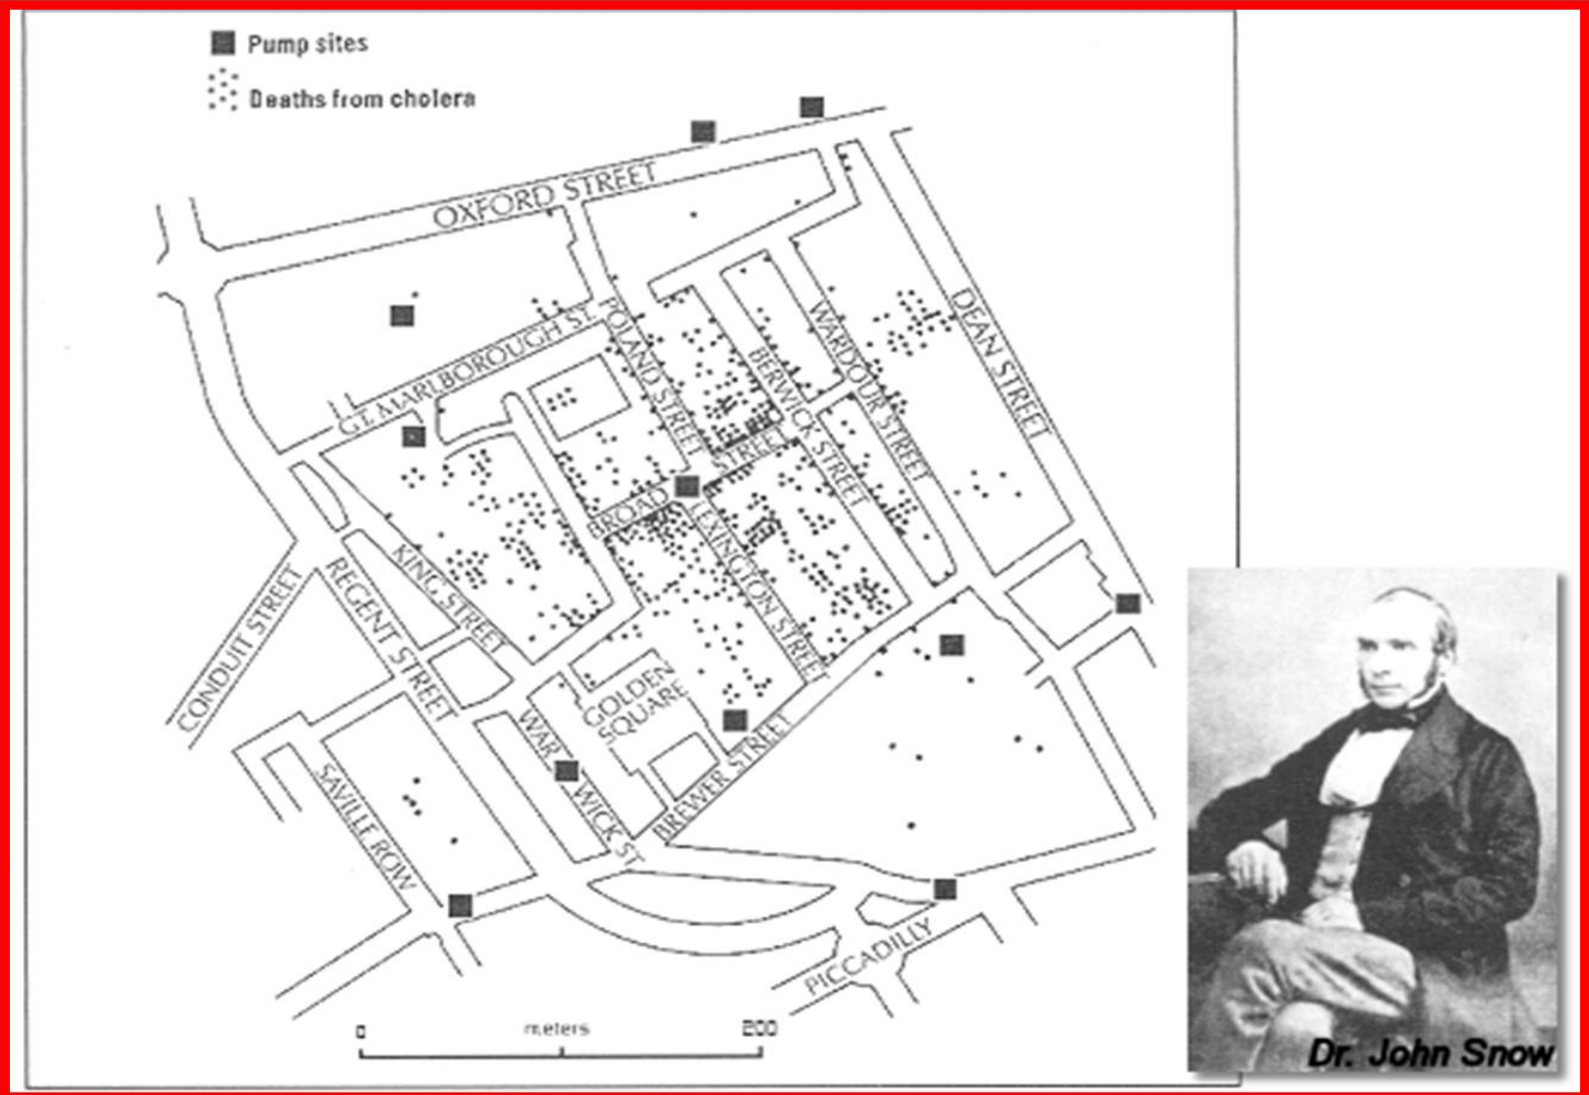 Pump sites
Deaths from cholera
OXFORD STREET
GT. MARLBOROUGH ST.
POLAND STREET
BERWICK STREET
WARDOUR STREET
DEAN STREET
BROAD STREET
LEXINGTON STREET
KING STREET
REGENT STREET
CONDUIT STREET
GOLDEN
SQUARE
WARWICK ST.
BREWER STREET
SAVILLE ROW
PICCADILLY
0 meters 200
Dr. John Snow